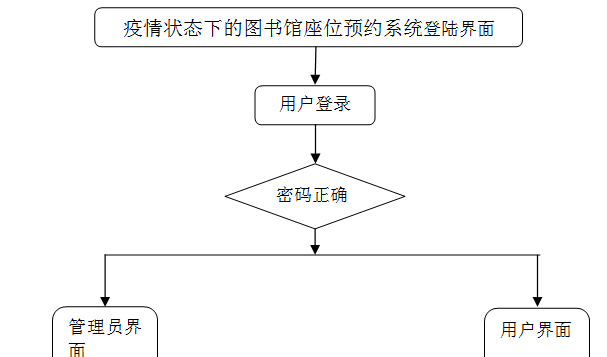 疫情状态下的图书馆座位预约系统登陆界面
用户登录
密码正确
管理员界
面
用户界面